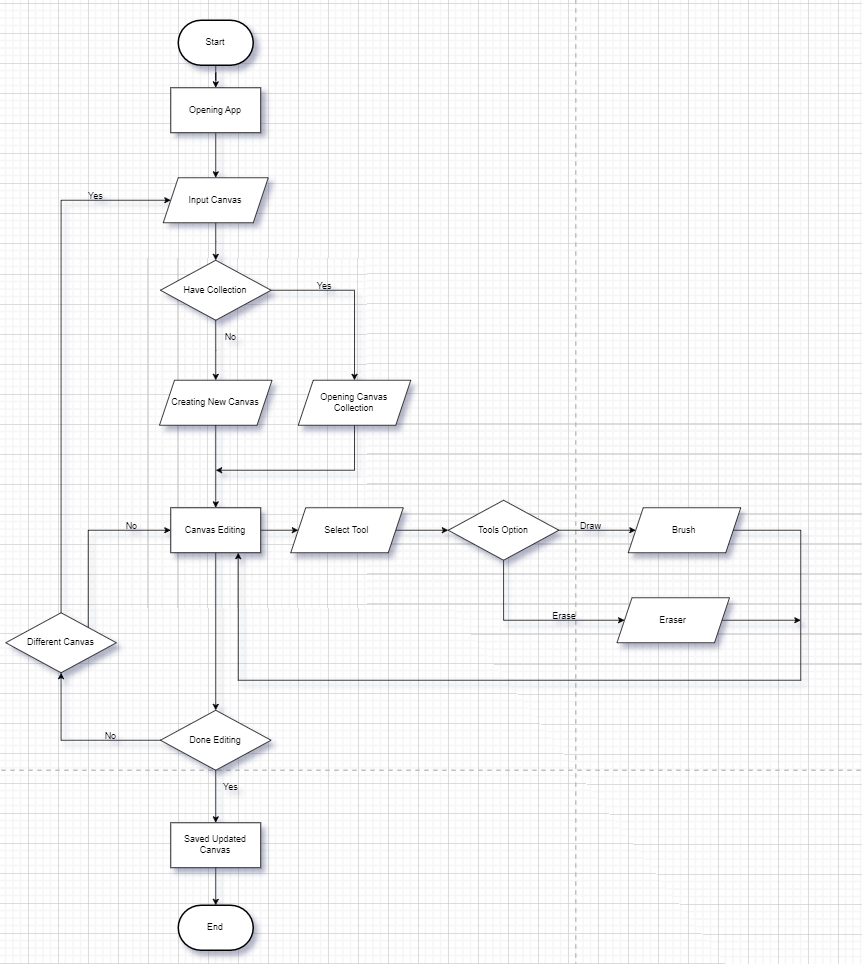 Start
Opening App
Yes
Input Canvas
Have Collection
Yes
No
Creating New Canvas
Opening Canvas
Collection
No
Canvas Editing
Select Tool
Tools Option
Draw
Brush
Erase
Eraser
Different Canvas
No
Done Editing
Yes
Saved Updated
Canvas
End